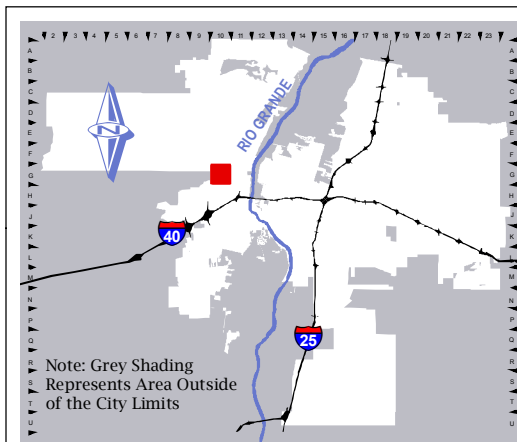 2 3 4 5 6 7 8 9 10 11 12 13 14 15 16 17 18 19 20 21 22 23
A A
B B
C C
D D
E E
F F
G G
H H
J J
K K
L L
M M
N N
P P
Q Q
R R
S S
T T
U U
N
RIO GRANDE
40
25
Note: Grey Shading
Represents Area Outside
of the City Limits